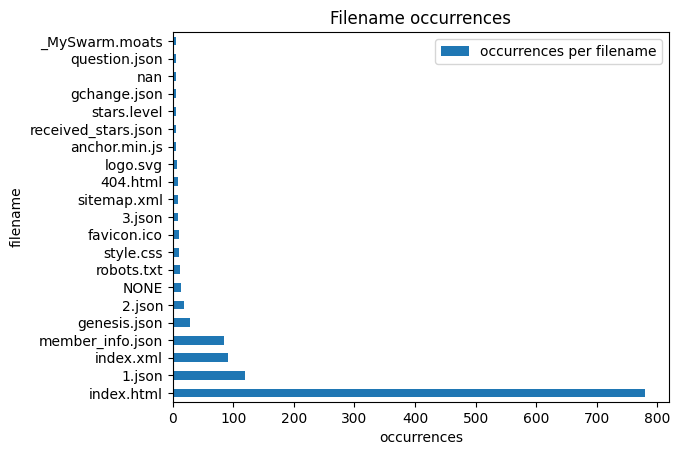 Filename occurrences
occurrences per filename
filename
_MySwarm.moats
question.json
nan
gchange.json
stars.level
received_stars.json
anchor.min.js
logo.svg
404.html
sitemap.xml
3.json
favicon.ico
style.css
robots.txt
NONE
2.json
genesis.json
member_info.json
index.xml
1.json
index.html
0 100 200 300 400 500 600 700 800
occurrences